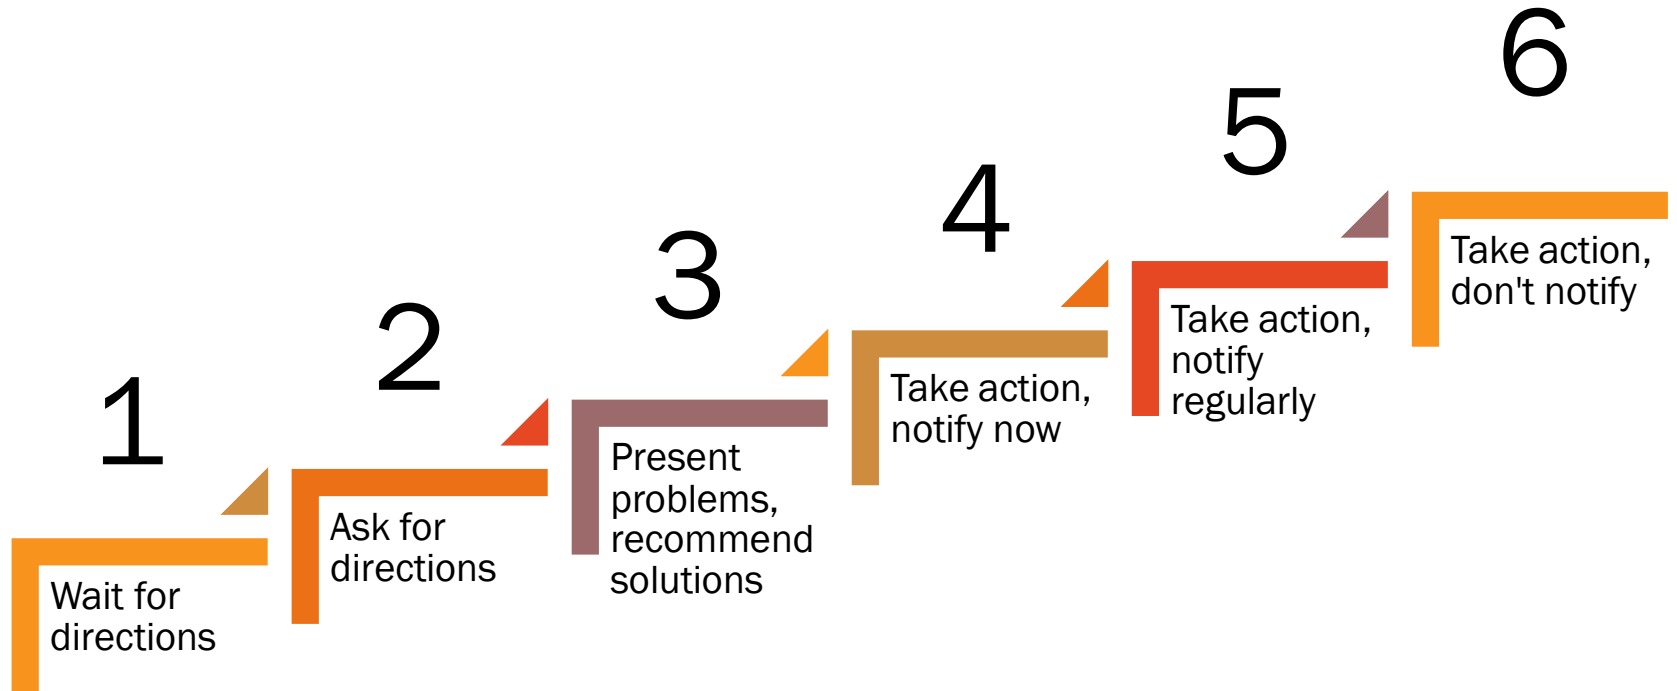 1
Wait for
directions
2
Ask for
directions
3
Present
problems,
recommend
solutions
4
Take action,
notify now
5
Take action,
notify
regularly
6
Take action,
don't notify